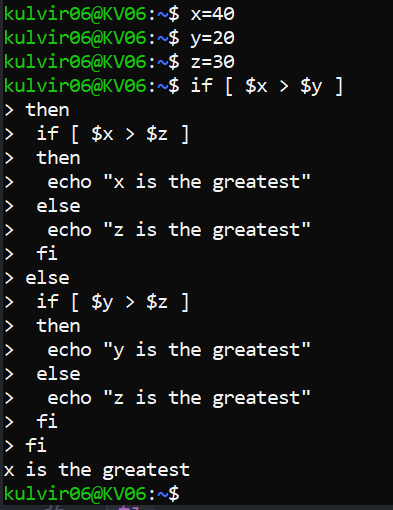 kulvir06@KV06:~$ x=40
kulvir06@KV06:~$ y=20
kulvir06@KV06:~$ z=30
kulvir06@KV06:~$ if [ $x > $y ]
> then
>  if [ $x > $z ]
>  then
>   echo "x is the greatest"
>  else
>   echo "z is the greatest"
>  fi
> else
>  if [ $y > $z ]
>  then
>   echo "y is the greatest"
>  else
>   echo "z is the greatest"
>  fi
> fi
x is the greatest
kulvir06@KV06:~$